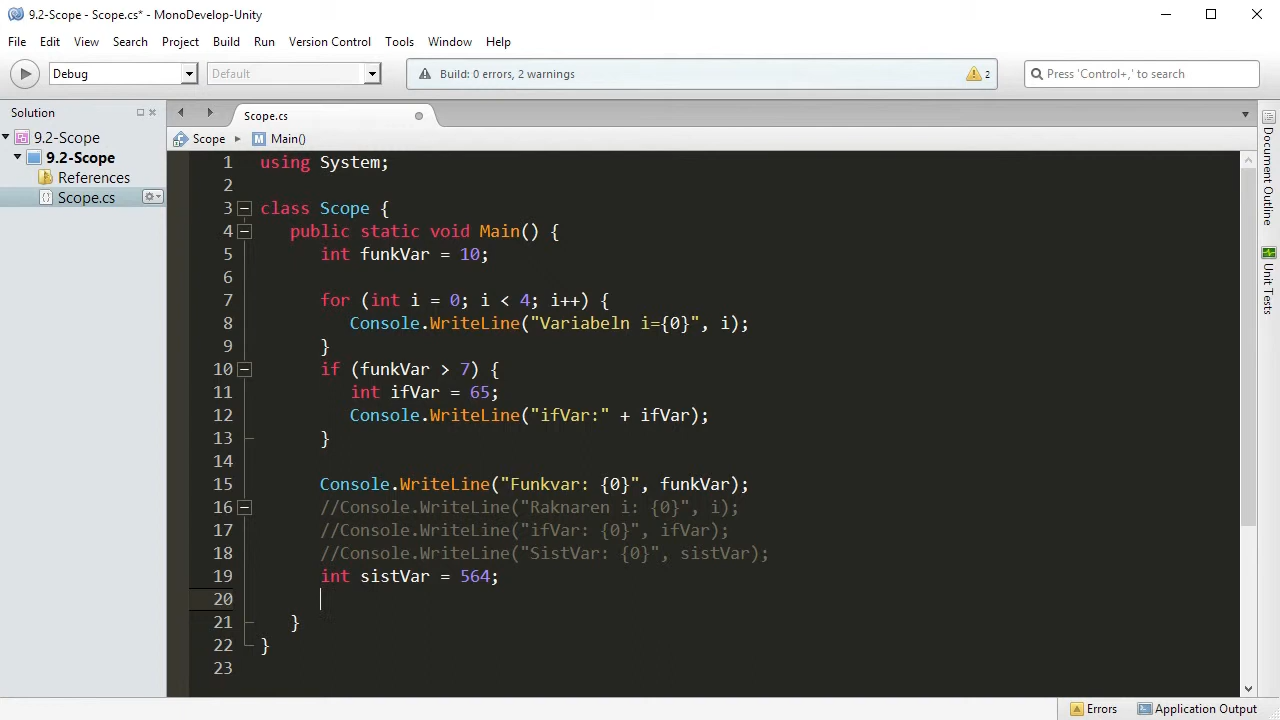 9.2-Scope - Scope.cs* - MonoDevelop-Unity
File Edit View Search Project Build Run Version Control Tools Window Help
Debug Default Build: 0 errors, 2 warnings 2 Press 'Control+,' to search
Solution
9.2-Scope
9.2-Scope
References
Scope.cs
Scope.cs
Scope Main()
1 using System;
2
3 class Scope {
4 public static void Main() {
5 int funkVar = 10;
6
7 for (int i = 0; i < 4; i++) {
8 Console.WriteLine("Variabeln i={0}", i);
9 }
10 if (funkVar > 7) {
11 int ifVar = 65;
12 Console.WriteLine("ifVar:" + ifVar);
13 }
14
15 Console.WriteLine("Funkvar: {0}", funkVar);
16 //Console.WriteLine("Raknaren i: {0}", i);
17 //Console.WriteLine("ifVar: {0}", ifVar);
18 //Console.WriteLine("SistVar: {0}", sistVar);
19 int sistVar = 564;
20
21 }
22 }
23
Document Outline
Unit Tests
Errors Application Output